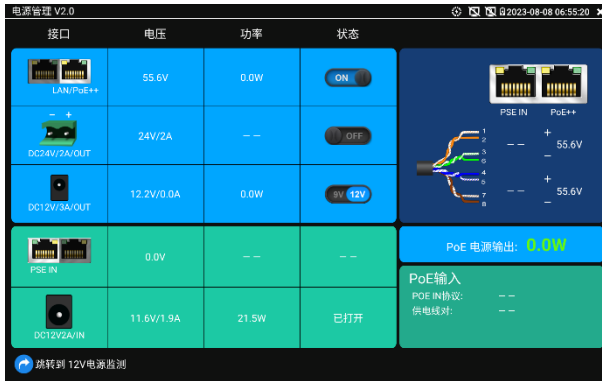 电源管理 V2.0
2023-08-08 06:55:20
接口 电压 功率 状态
LAN/PoE++ 55.6V 0.0W ON
- +
DC24V/2A/OUT 24V/2A -- OFF
DC12V/3A/OUT 12.2V/0.0A 0.0W 9V 12V
PSE IN 0.0V -- --
DC12V2A/IN 11.6V/1.9A 21.5W 已打开
跳转到 12V电源监测
PSE IN PoE++
1
2
-- + 55.6V −
3
6
4
5
-- + 55.6V −
7
8
PoE 电源输出: 0.0W
PoE输入
POE IN协议: --
供电线对: --